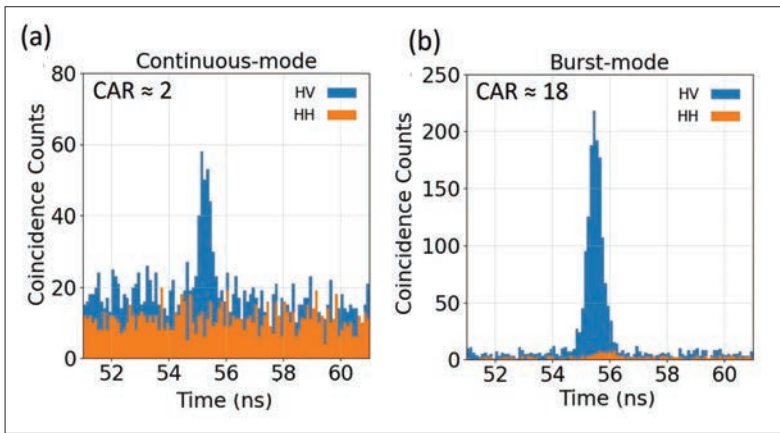 (a)
Continuous-mode
80
60
40
20
0
CAR ≈ 2
HV
HH
Coincidence Counts
52 54 56 58 60
Time (ns)
(b)
Burst-mode
250
200
150
100
50
0
CAR ≈ 18
HV
HH
Coincidence Counts
52 54 56 58 60
Time (ns)